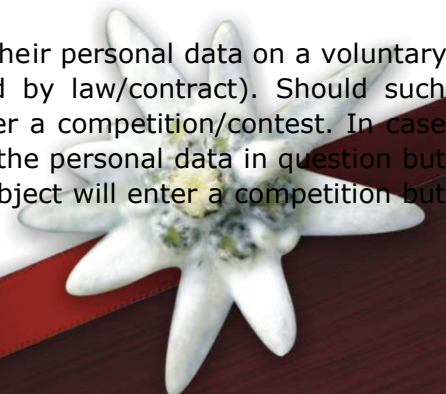 heir personal data on a voluntary
d by law/contract). Should such
er a competition/contest. In case
the personal data in question but
bject will enter a competition but